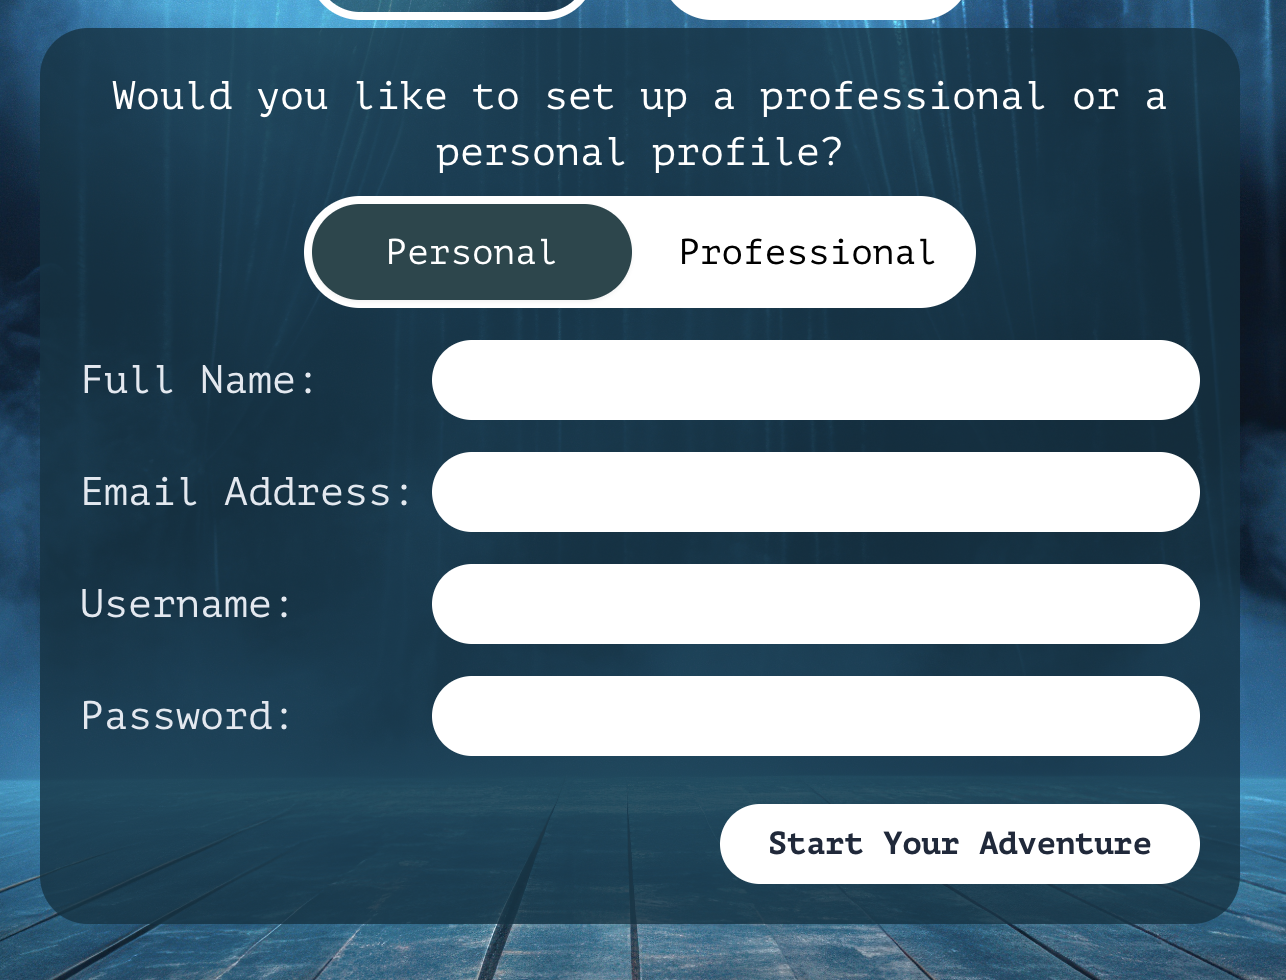 Would you like to set up a professional or a
personal profile?
Personal Professional
Full Name:
Email Address:
Username:
Password:
Start Your Adventure